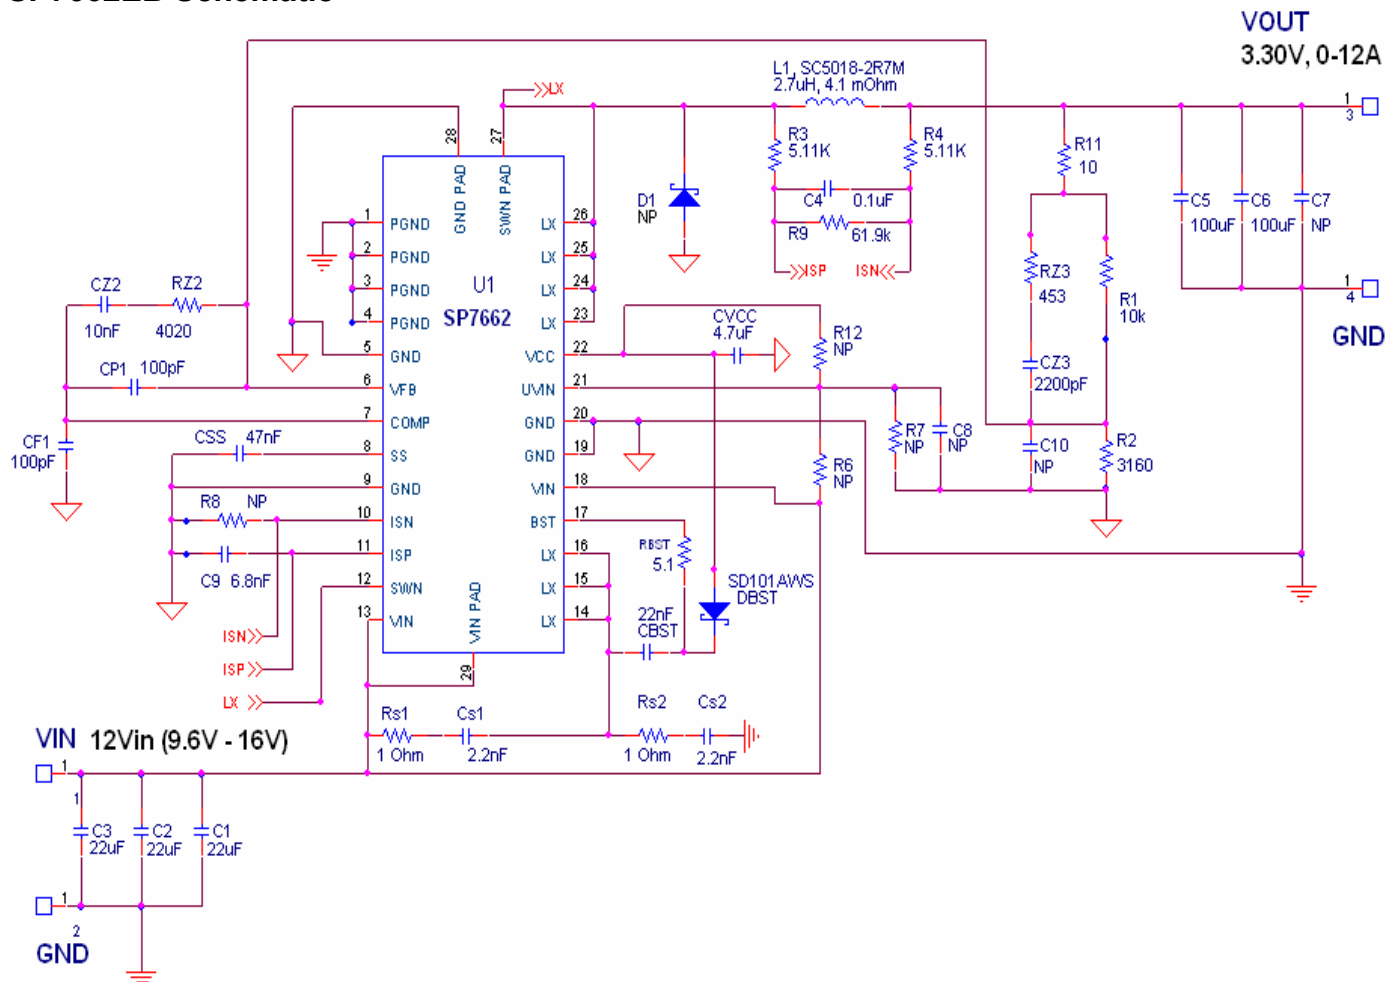 VOUT
3.30V, 0-12A
L1, SC5018-2R7M
2.7uH, 4.1 mOhm
LX
1
3
28
27
R3
5.11K
R4
5.11K
R11
10
GND PAD
SWN PAD
D1
NP
C4
0.1uF
R9
61.9k
ISP
ISN
C5
100uF
C6
100uF
C7
NP
1
PGND
2
PGND
3
PGND
4
PGND
5
GND
6
VFB
7
COMP
8
SS
9
GND
10
ISN
11
ISP
12
SWN
13
VIN
U1
SP7662
LX
26
LX
25
LX
24
LX
23
VCC
22
UVIN
21
GND
20
GND
19
VIN
18
BST
17
LX
16
LX
15
LX
14
VIN PAD
29
CZ2
10nF
RZ2
4020
CP1
100pF
CF1
100pF
CSS
47nF
R8
NP
C9
6.8nF
ISN
ISP
LX
CVCC
4.7uF
R12
NP
R7
NP
C8
NP
R6
NP
RZ3
453
R1
10k
CZ3
2200pF
C10
NP
R2
3160
1
4
GND
RBST
5.1
SD101AWS
DBST
22nF
CBST
Rs1
1 Ohm
Cs1
2.2nF
Rs2
1 Ohm
Cs2
2.2nF
VIN
12Vin (9.6V - 16V)
1
1
C3
22uF
C2
22uF
C1
22uF
1
2
GND